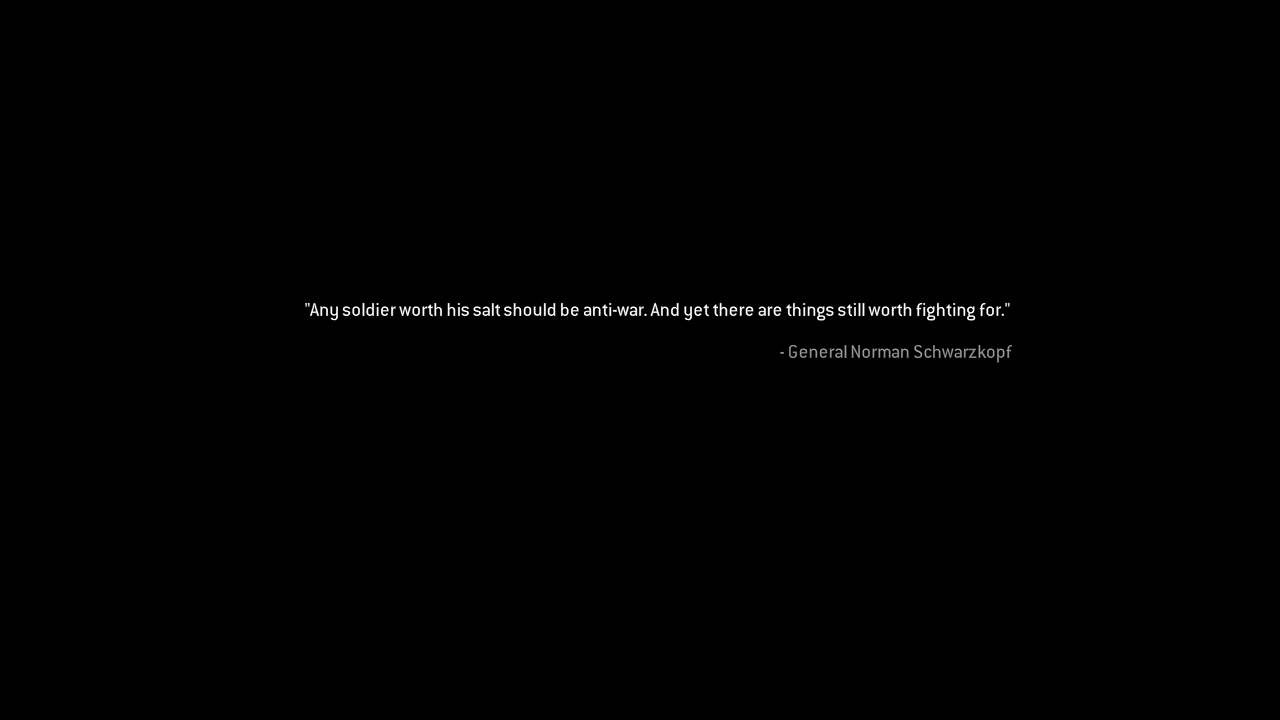 "Any soldier worth his salt should be anti-war. And yet there are things still worth fighting for."
- General Norman Schwarzkopf